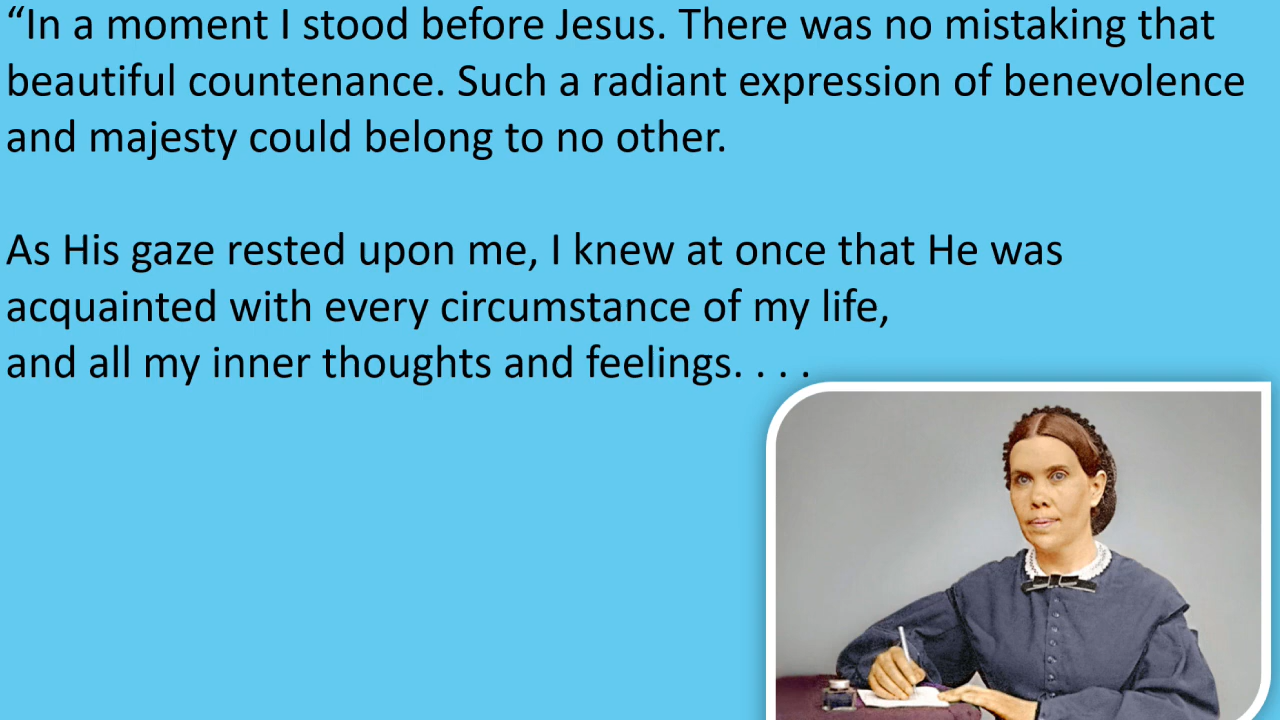 “In a moment I stood before Jesus. There was no mistaking that
beautiful countenance. Such a radiant expression of benevolence
and majesty could belong to no other.
As His gaze rested upon me, I knew at once that He was
acquainted with every circumstance of my life,
and all my inner thoughts and feelings. . . .